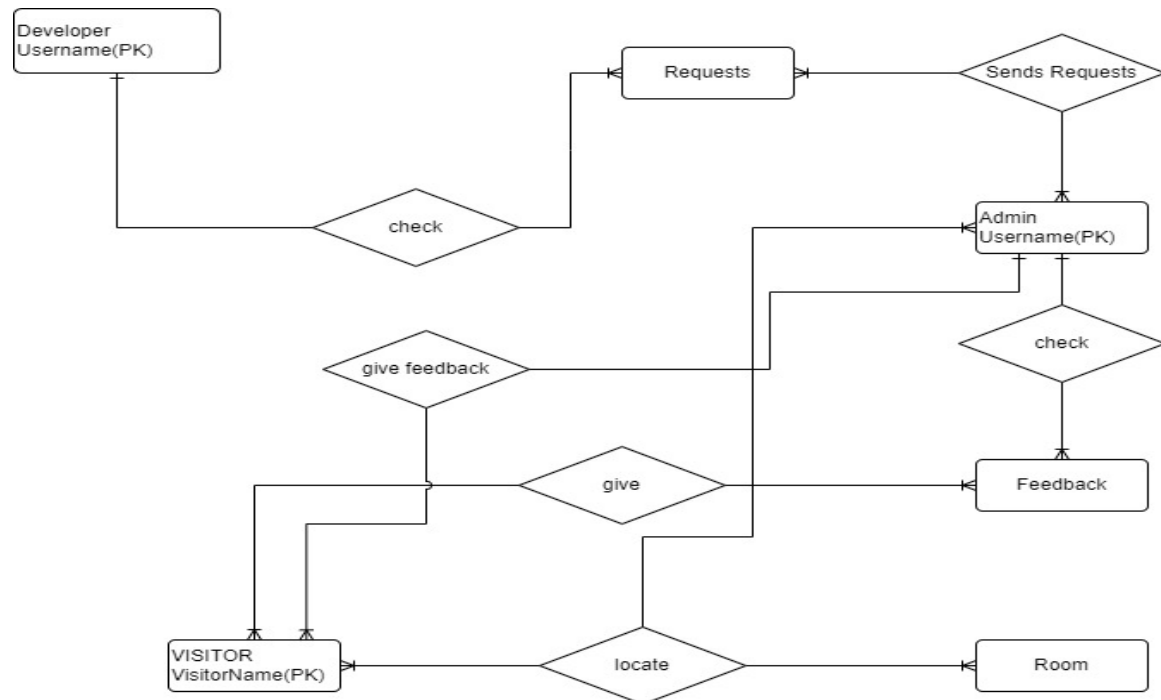 Developer
Username(PK)
Requests
Sends Requests
check
Admin
Username(PK)
give feedback
check
give
Feedback
VISITOR
VisitorName(PK)
locate
Room